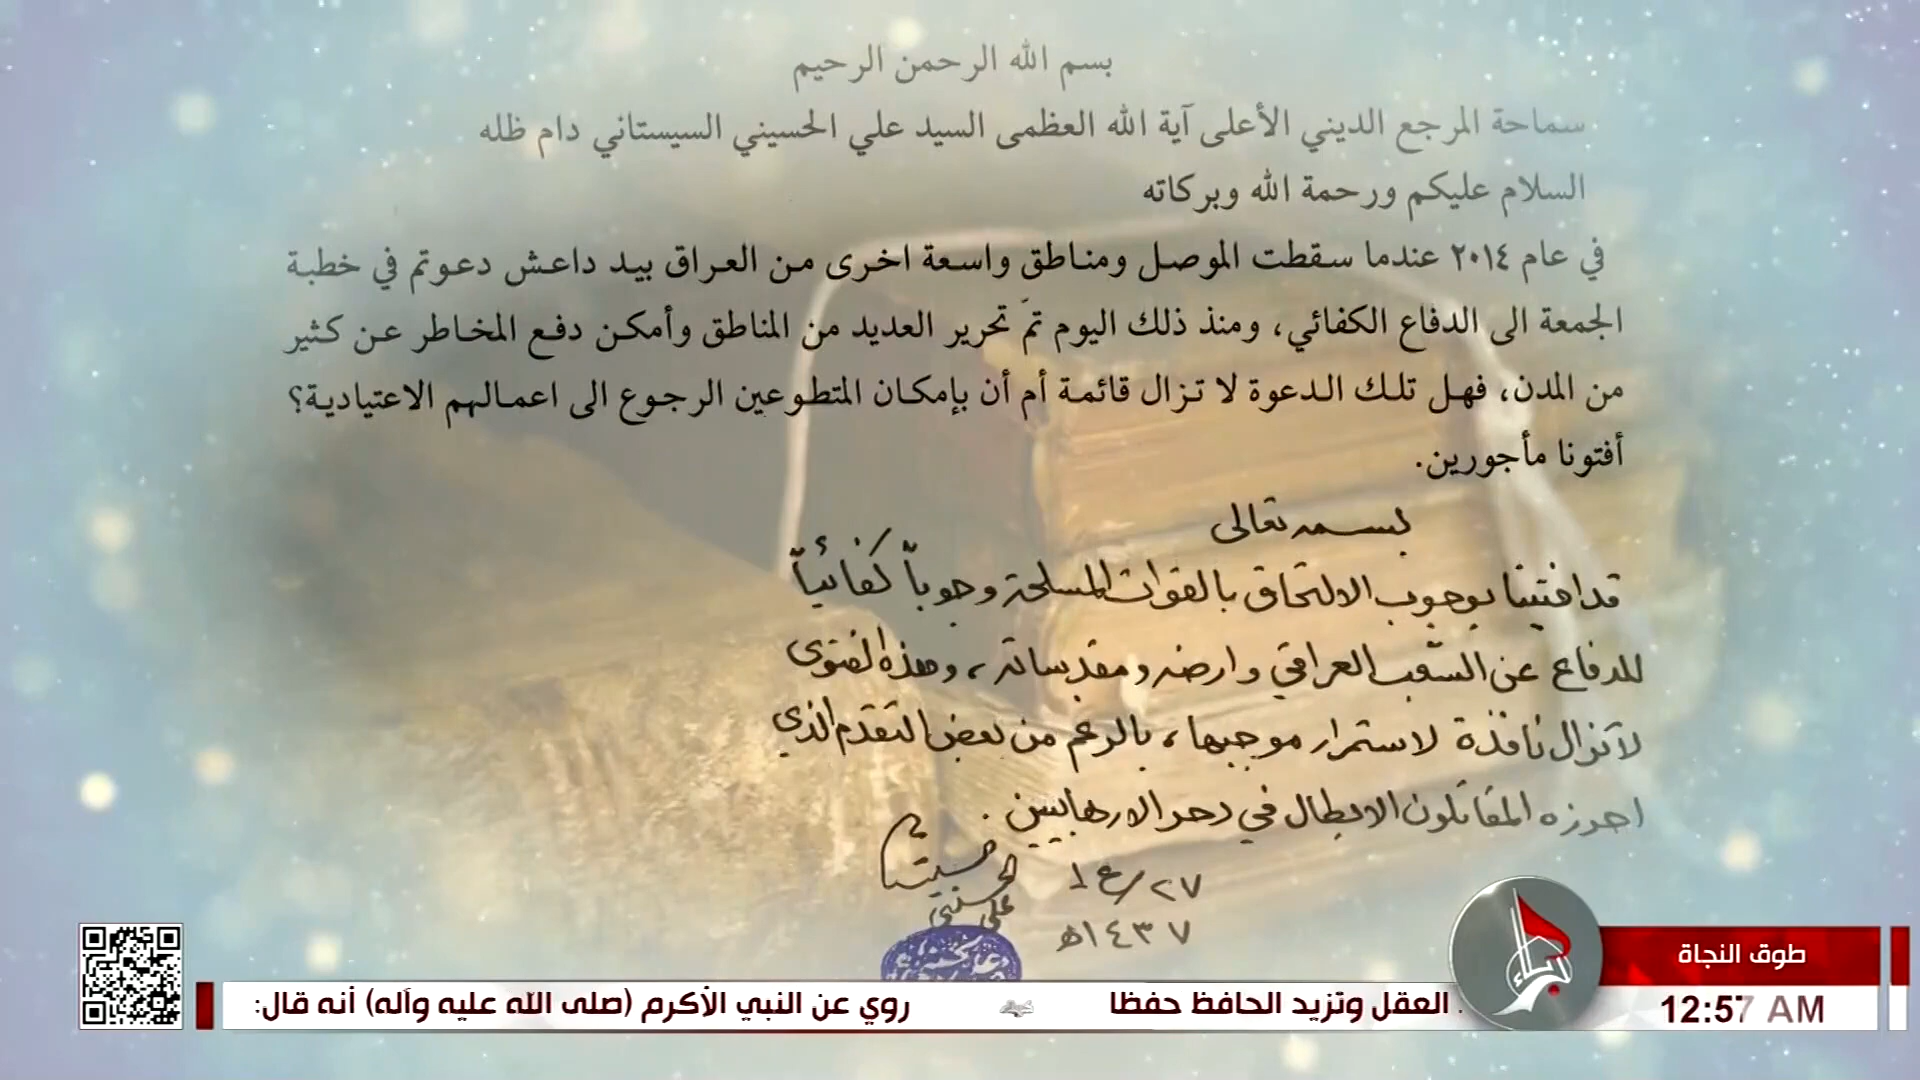 بسم الله الرحمن الرحيم
سماحة المرجع الديني الأعلى آية الله العظمى السيد علي الحسيني السيستاني دام ظله
السلام عليكم ورحمة الله وبركاته
في عام ٢٠١٤ عندما سقطت الموصل ومناطق واسعة اخرى من العراق بيد داعش دعوتم في خطبة
الجمعة الى الدفاع الكفائي، ومنذ ذلك اليوم تمّ تحرير العديد من المناطق وأمكن دفع المخاطر عن كثير
من المدن، فهل تلك الدعوة لا تزال قائمة أم أن بإمكان المتطوعين الرجوع الى اعمالهم الاعتيادية؟
أفتونا مأجورين.
بسمه تعالى
قد افتينا بوجوب الالتحاق بالقوات المسلحة وجوباً كفائياً
للدفاع عن الشعب العراقي وارضه ومقدساته، وهذه الفتوى
لا تزال نافذة لاستمرار موجبها، بالرغم من بعض التقدم الذي
احرزه المقاتلون الابطال في دحر الارهابيين.
٢٧/ع١
١٤٣٧هـ
علي الحسيني
طوق النجاة
12:57 AM
العقل وتزيد الحافظ حفظا
روي عن النبي الأكرم (صلى الله عليه وآله) أنه قال: